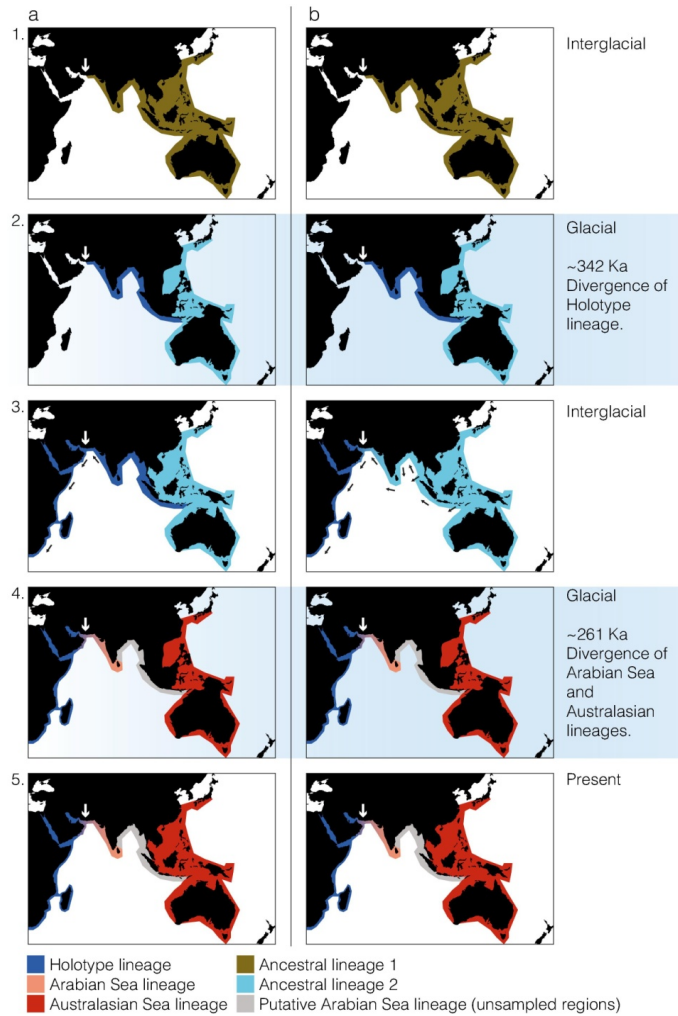 a
b
1.
Interglacial
2.
Glacial
~342 Ka
Divergence of
Holotype
lineage.
3.
Interglacial
4.
Glacial
~261 Ka
Divergence of
Arabian Sea
and
Australasian
lineages.
5.
Present
Holotype lineage
Ancestral lineage 1
Arabian Sea lineage
Ancestral lineage 2
Australasian Sea lineage
Putative Arabian Sea lineage (unsampled regions)